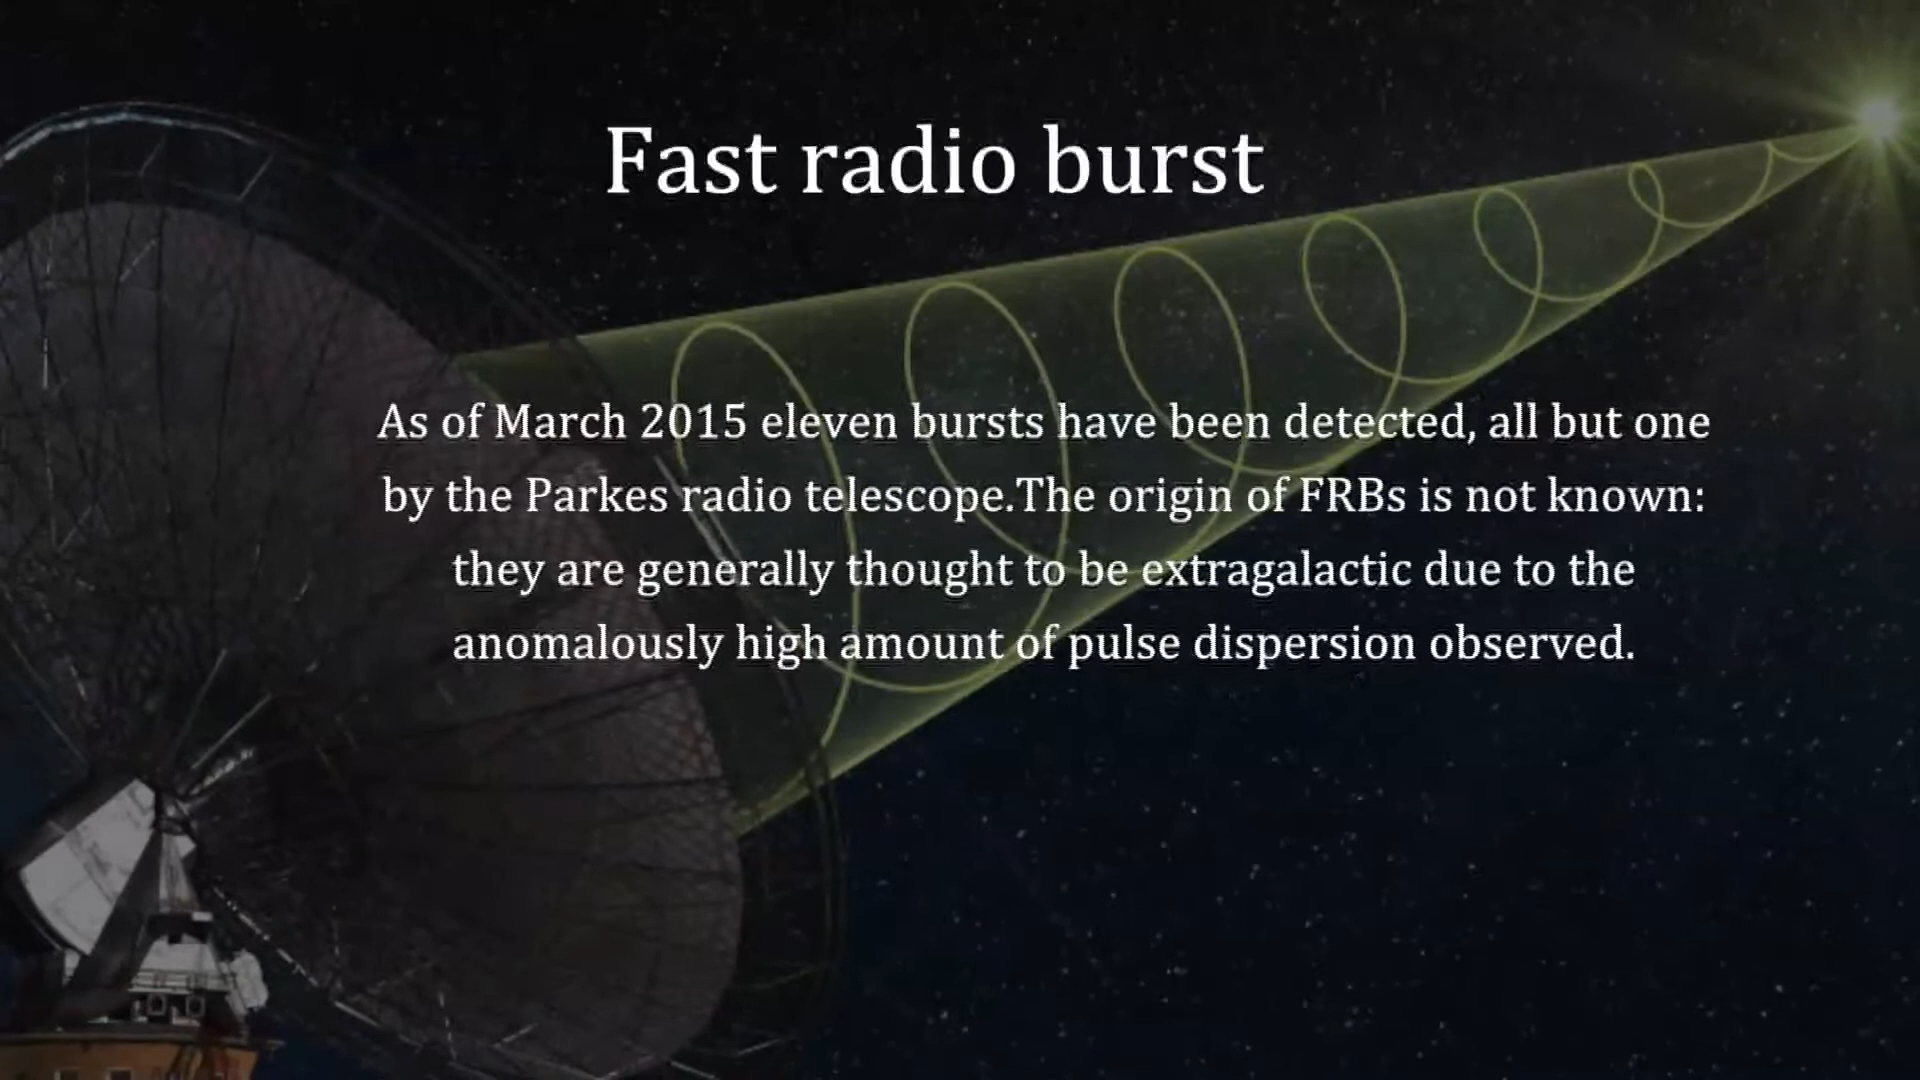 Fast radio burst
As of March 2015 eleven bursts have been detected, all but one
by the Parkes radio telescope.The origin of FRBs is not known:
they are generally thought to be extragalactic due to the
anomalously high amount of pulse dispersion observed.